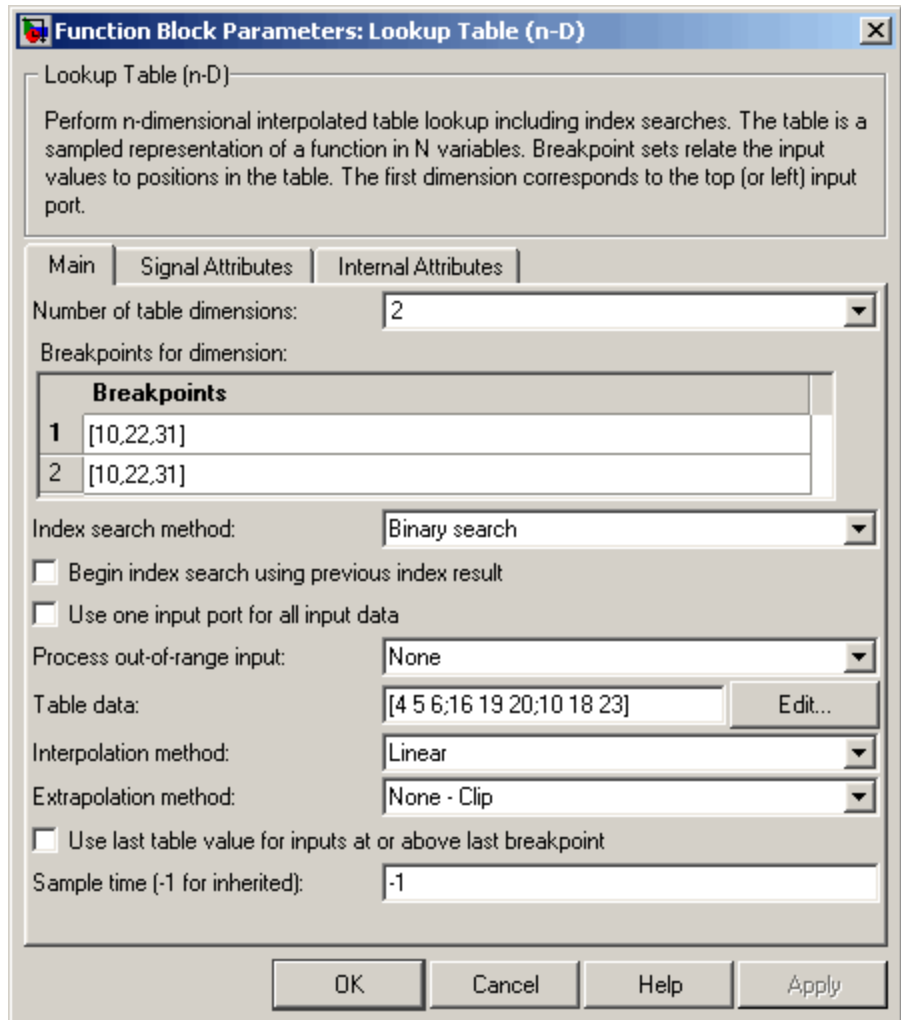 Function Block Parameters: Lookup Table (n-D)
Lookup Table (n-D)
Perform n-dimensional interpolated table lookup including index searches. The table is a
sampled representation of a function in N variables. Breakpoint sets relate the input
values to positions in the table. The first dimension corresponds to the top (or left) input
port.
Main Signal Attributes Internal Attributes
Number of table dimensions: 2
Breakpoints for dimension:
Breakpoints
1 [10,22,31]
2 [10,22,31]
Index search method: Binary search
Begin index search using previous index result
Use one input port for all input data
Process out-of-range input: None
Table data: [4 5 6;16 19 20;10 18 23] Edit...
Interpolation method: Linear
Extrapolation method: None - Clip
Use last table value for inputs at or above last breakpoint
Sample time (-1 for inherited): -1
OK Cancel Help Apply